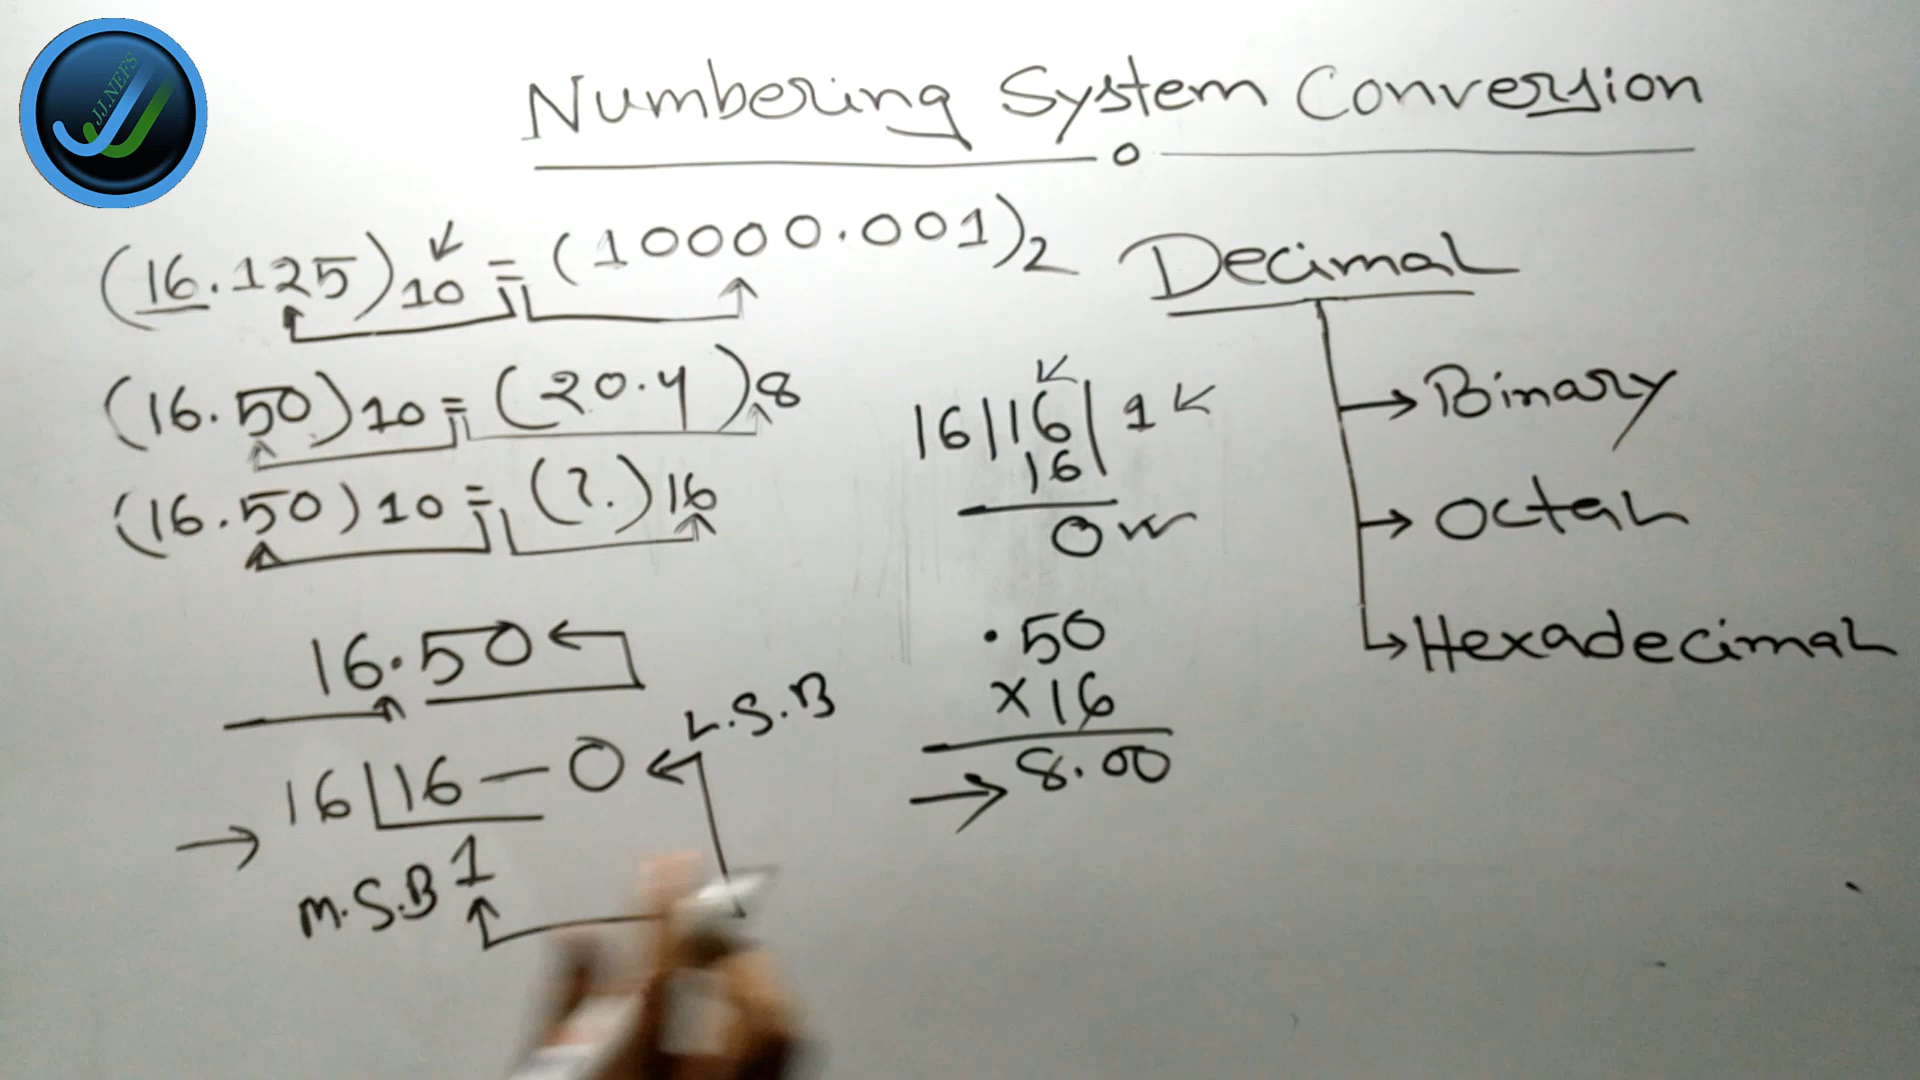 JJ.NEFS
Numbering System Conversion
(16.125)10 = (10000.001)2
(16.50)10 = (20.4)8
(16.50)10 = (?.)16
16.50
16|16 — 0 L.S.B
M.S.B 1
16|16|1
16
0
.50
X16
8.00
Decimal
→ Binary
→ Octal
→ Hexadecimal